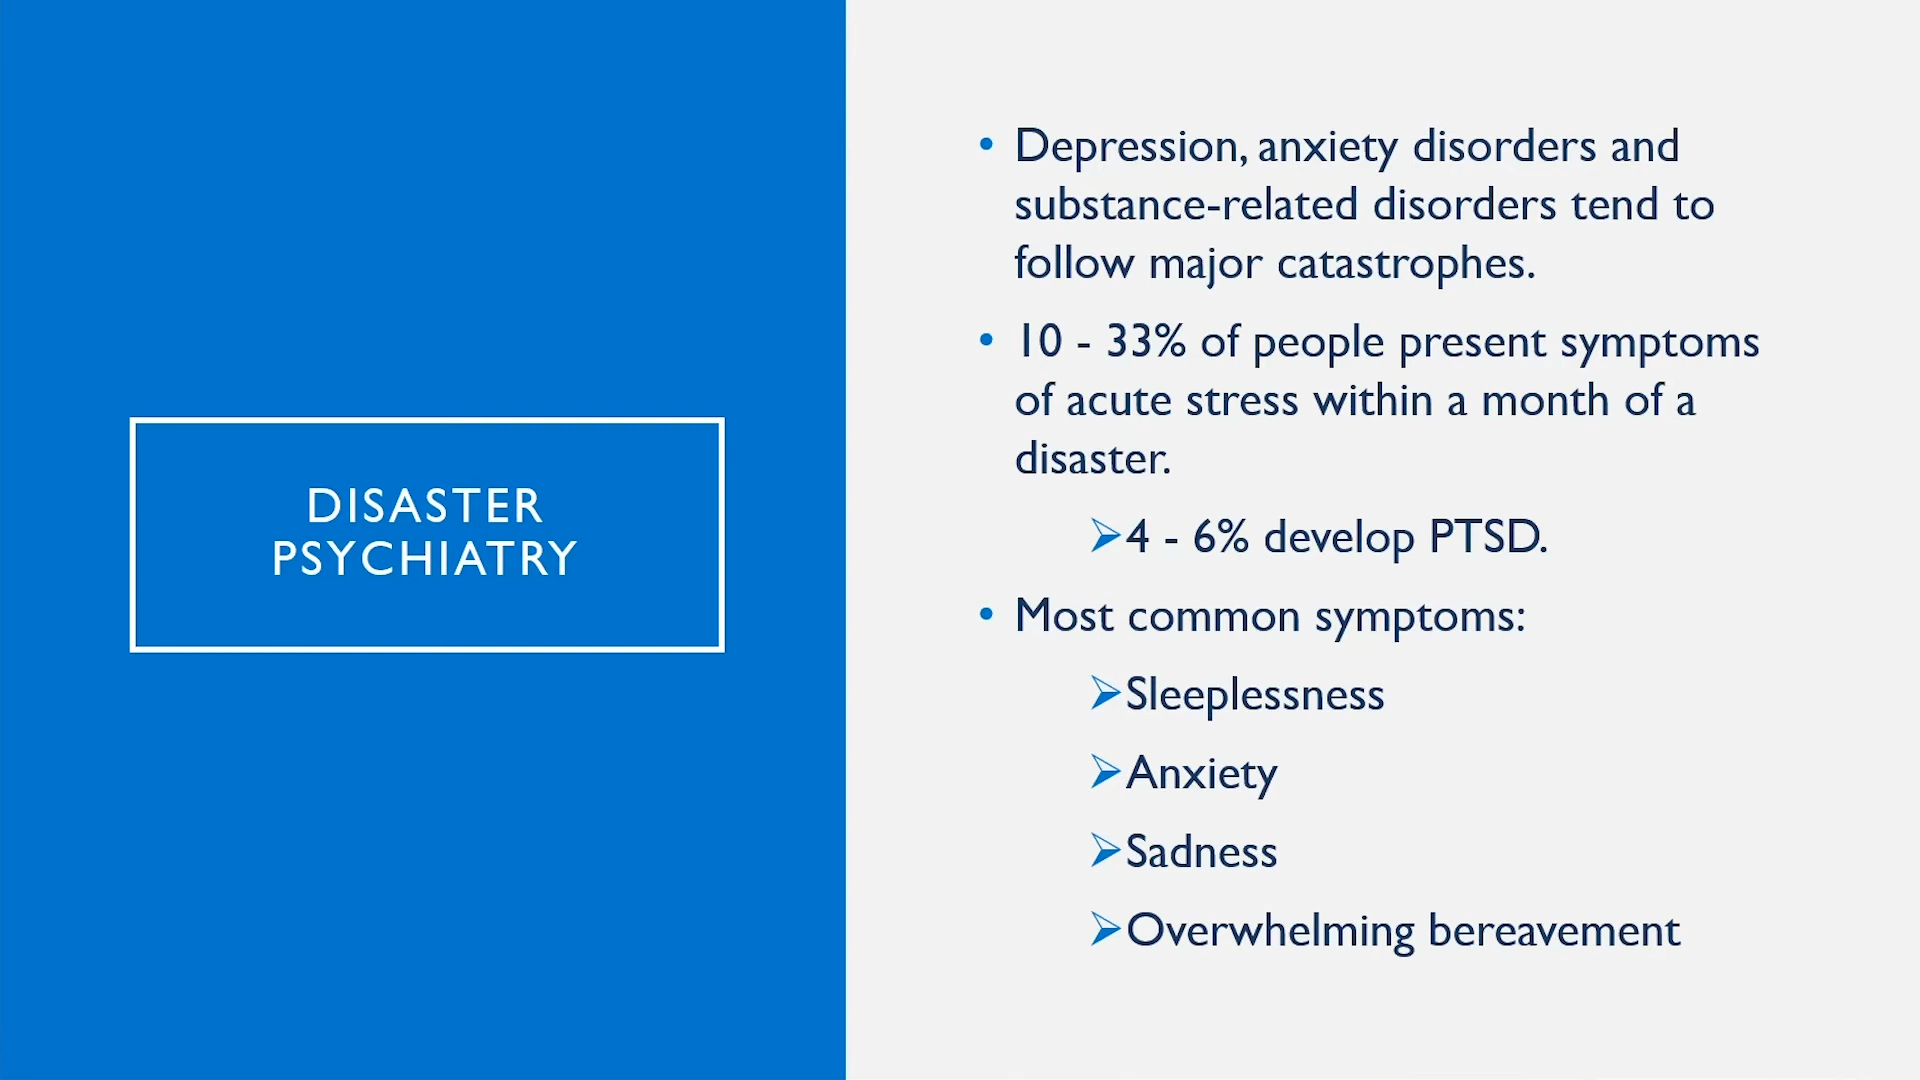 DISASTER
PSYCHIATRY
• Depression, anxiety disorders and
substance-related disorders tend to
follow major catastrophes.
• 10 - 33% of people present symptoms
of acute stress within a month of a
disaster.
➢4 - 6% develop PTSD.
• Most common symptoms:
➢Sleeplessness
➢Anxiety
➢Sadness
➢Overwhelming bereavement